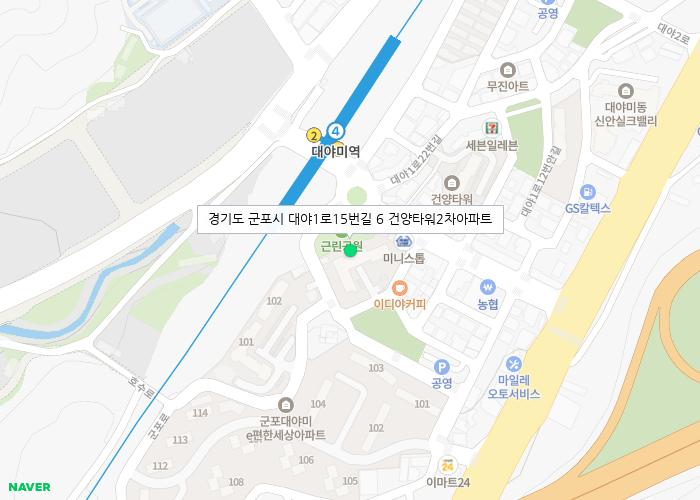 공영
대야2로
무진아트
대야미동
신안실크밸리
2
4
대야미역
7
세븐일레븐
대야1로22번길
대야1로12번안길
건양타워
GS칼텍스
경기도 군포시 대야1로15번길 6 건양타워2차아파트
근린공원
미니스톱
이디야커피
농협
102
101
103
P
공영
마일레
오토서비스
호수로
군포로
114
113
112
군포대야미
e편한세상아파트
104
101
102
106
105
108
24
이마트24
NAVER